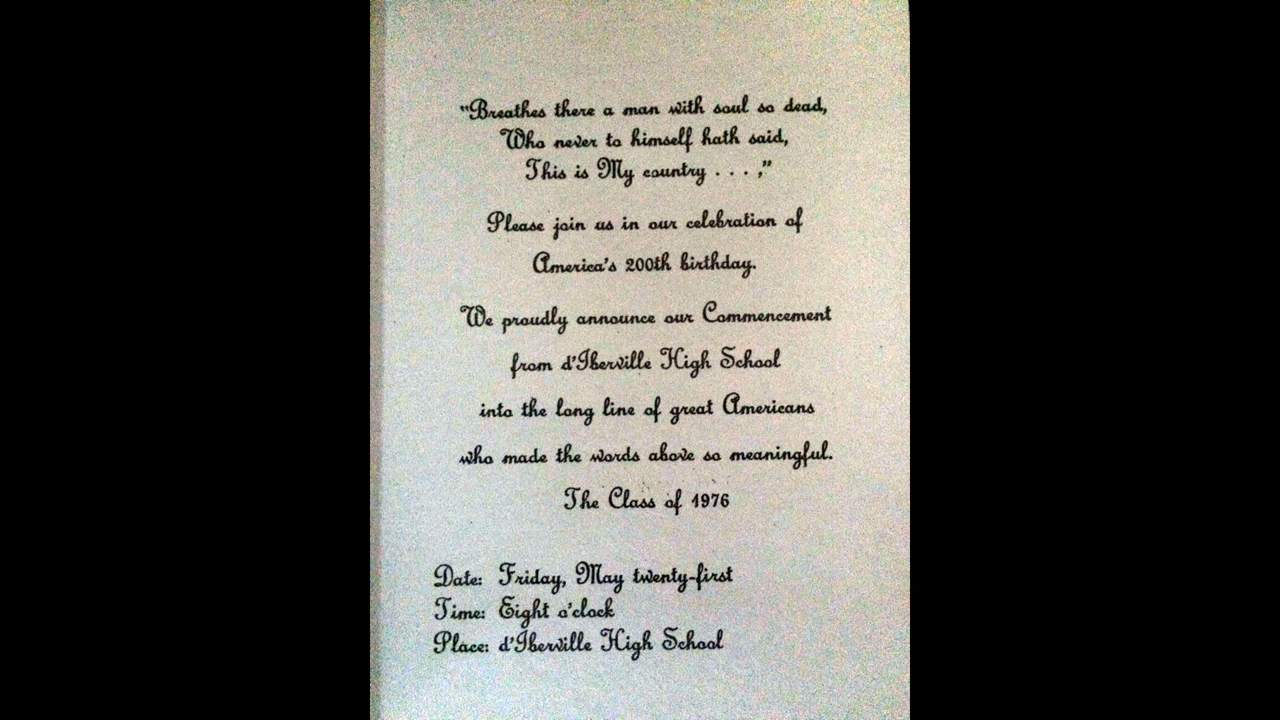 "Breathes there a man with soul so dead,
Who never to himself hath said,
This is My country . . . ,"
Please join us in our celebration of
America's 200th birthday.
We proudly announce our Commencement
from d'Iberville High School
into the long line of great Americans
who made the words above so meaningful.
The Class of 1976
Date: Friday, May twenty-first
Time: Eight o'clock
Place: d'Iberville High School